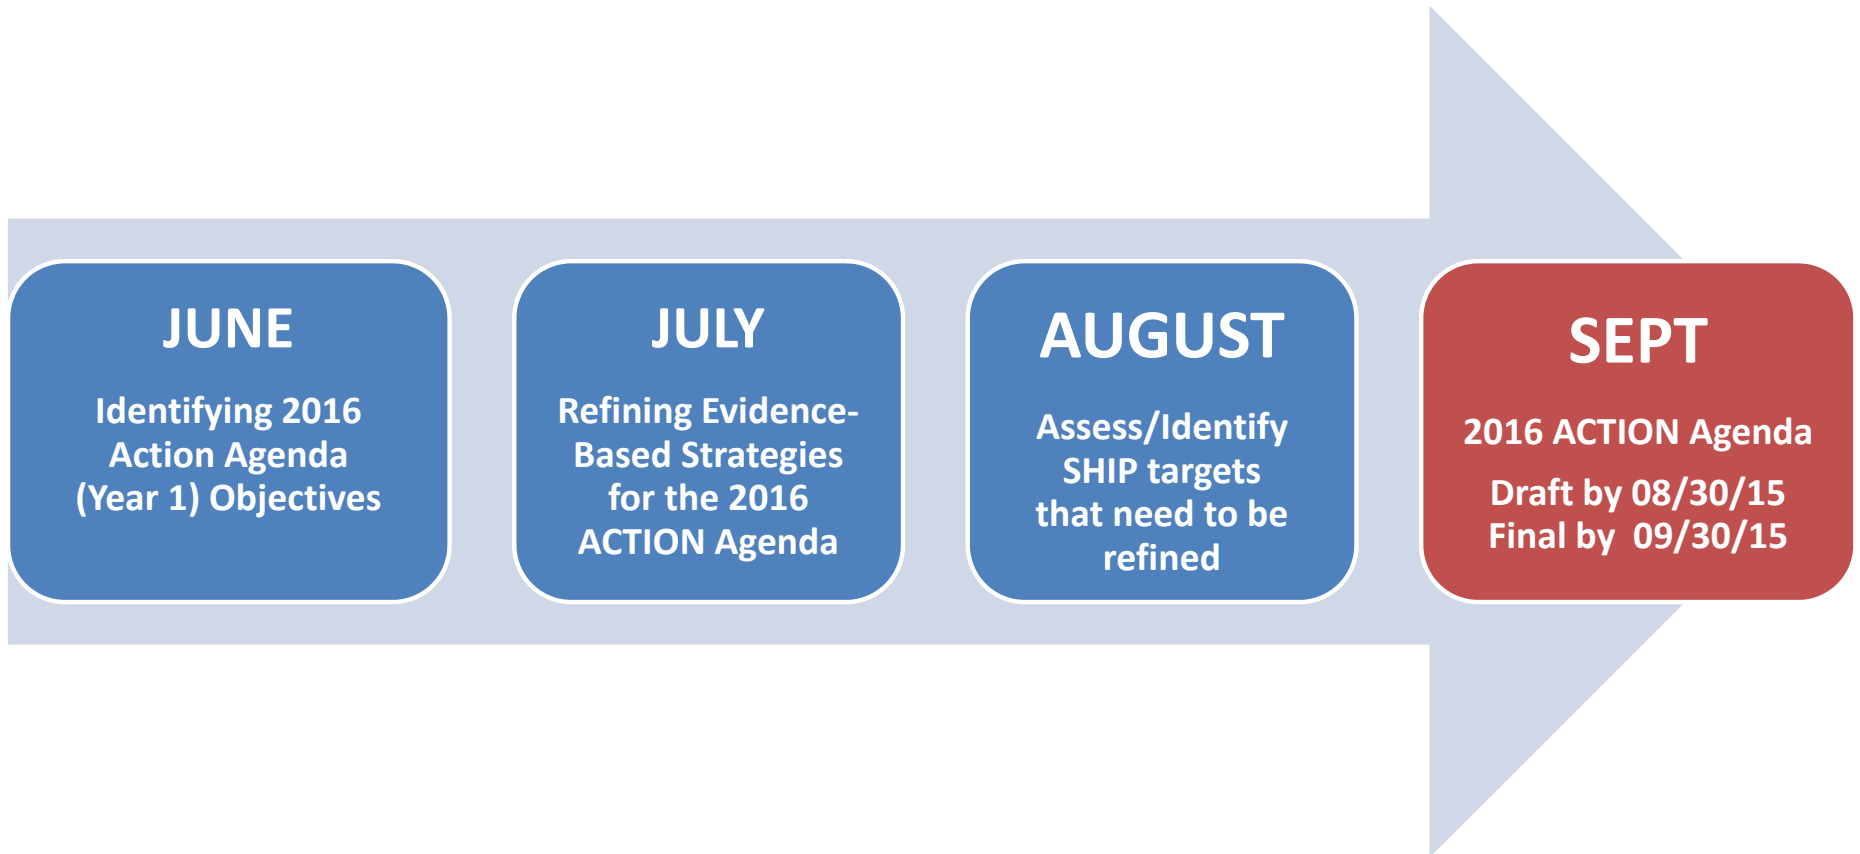 JUNE
Identifying 2016
Action Agenda
(Year 1) Objectives
JULY
Refining Evidence-
Based Strategies
for the 2016
ACTION Agenda
AUGUST
Assess/Identify
SHIP targets
that need to be
refined
SEPT
2016 ACTION Agenda
Draft by 08/30/15
Final by  09/30/15